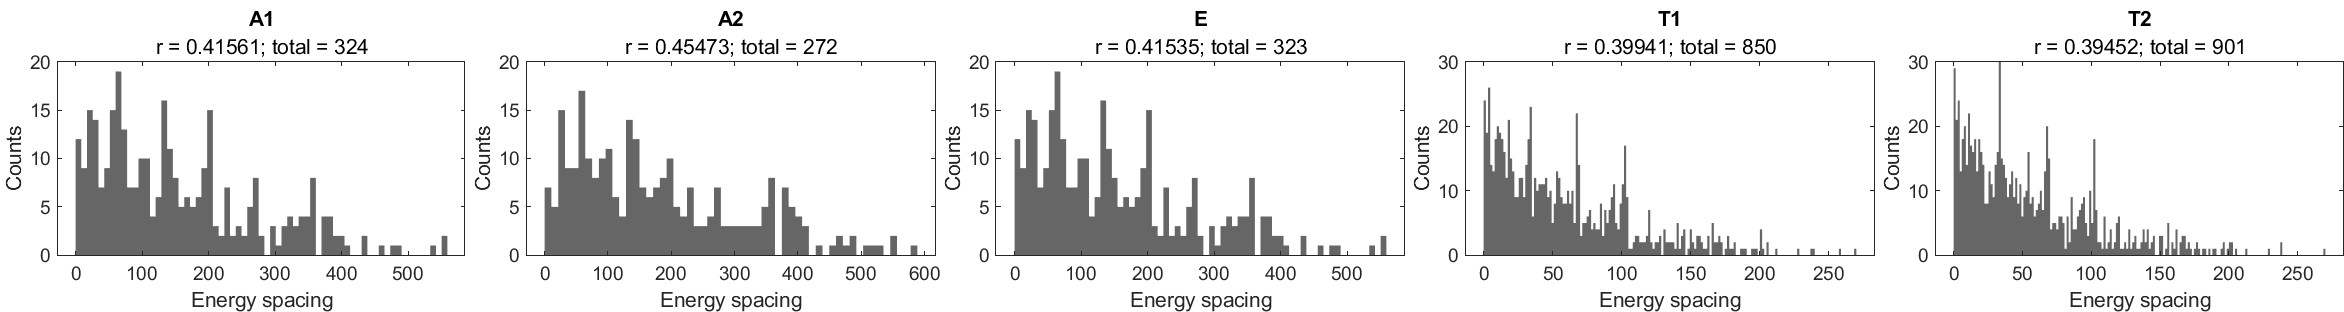 A1
r = 0.41561; total = 324
20
15
10
5
0
Counts
0 100 200 300 400 500
Energy spacing
A2
r = 0.45473; total = 272
20
15
10
5
0
Counts
0 100 200 300 400 500 600
Energy spacing
E
r = 0.41535; total = 323
20
15
10
5
0
Counts
0 100 200 300 400 500
Energy spacing
T1
r = 0.39941; total = 850
30
20
10
0
Counts
0 50 100 150 200 250
Energy spacing
T2
r = 0.39452; total = 901
30
20
10
0
Counts
0 50 100 150 200 250
Energy spacing